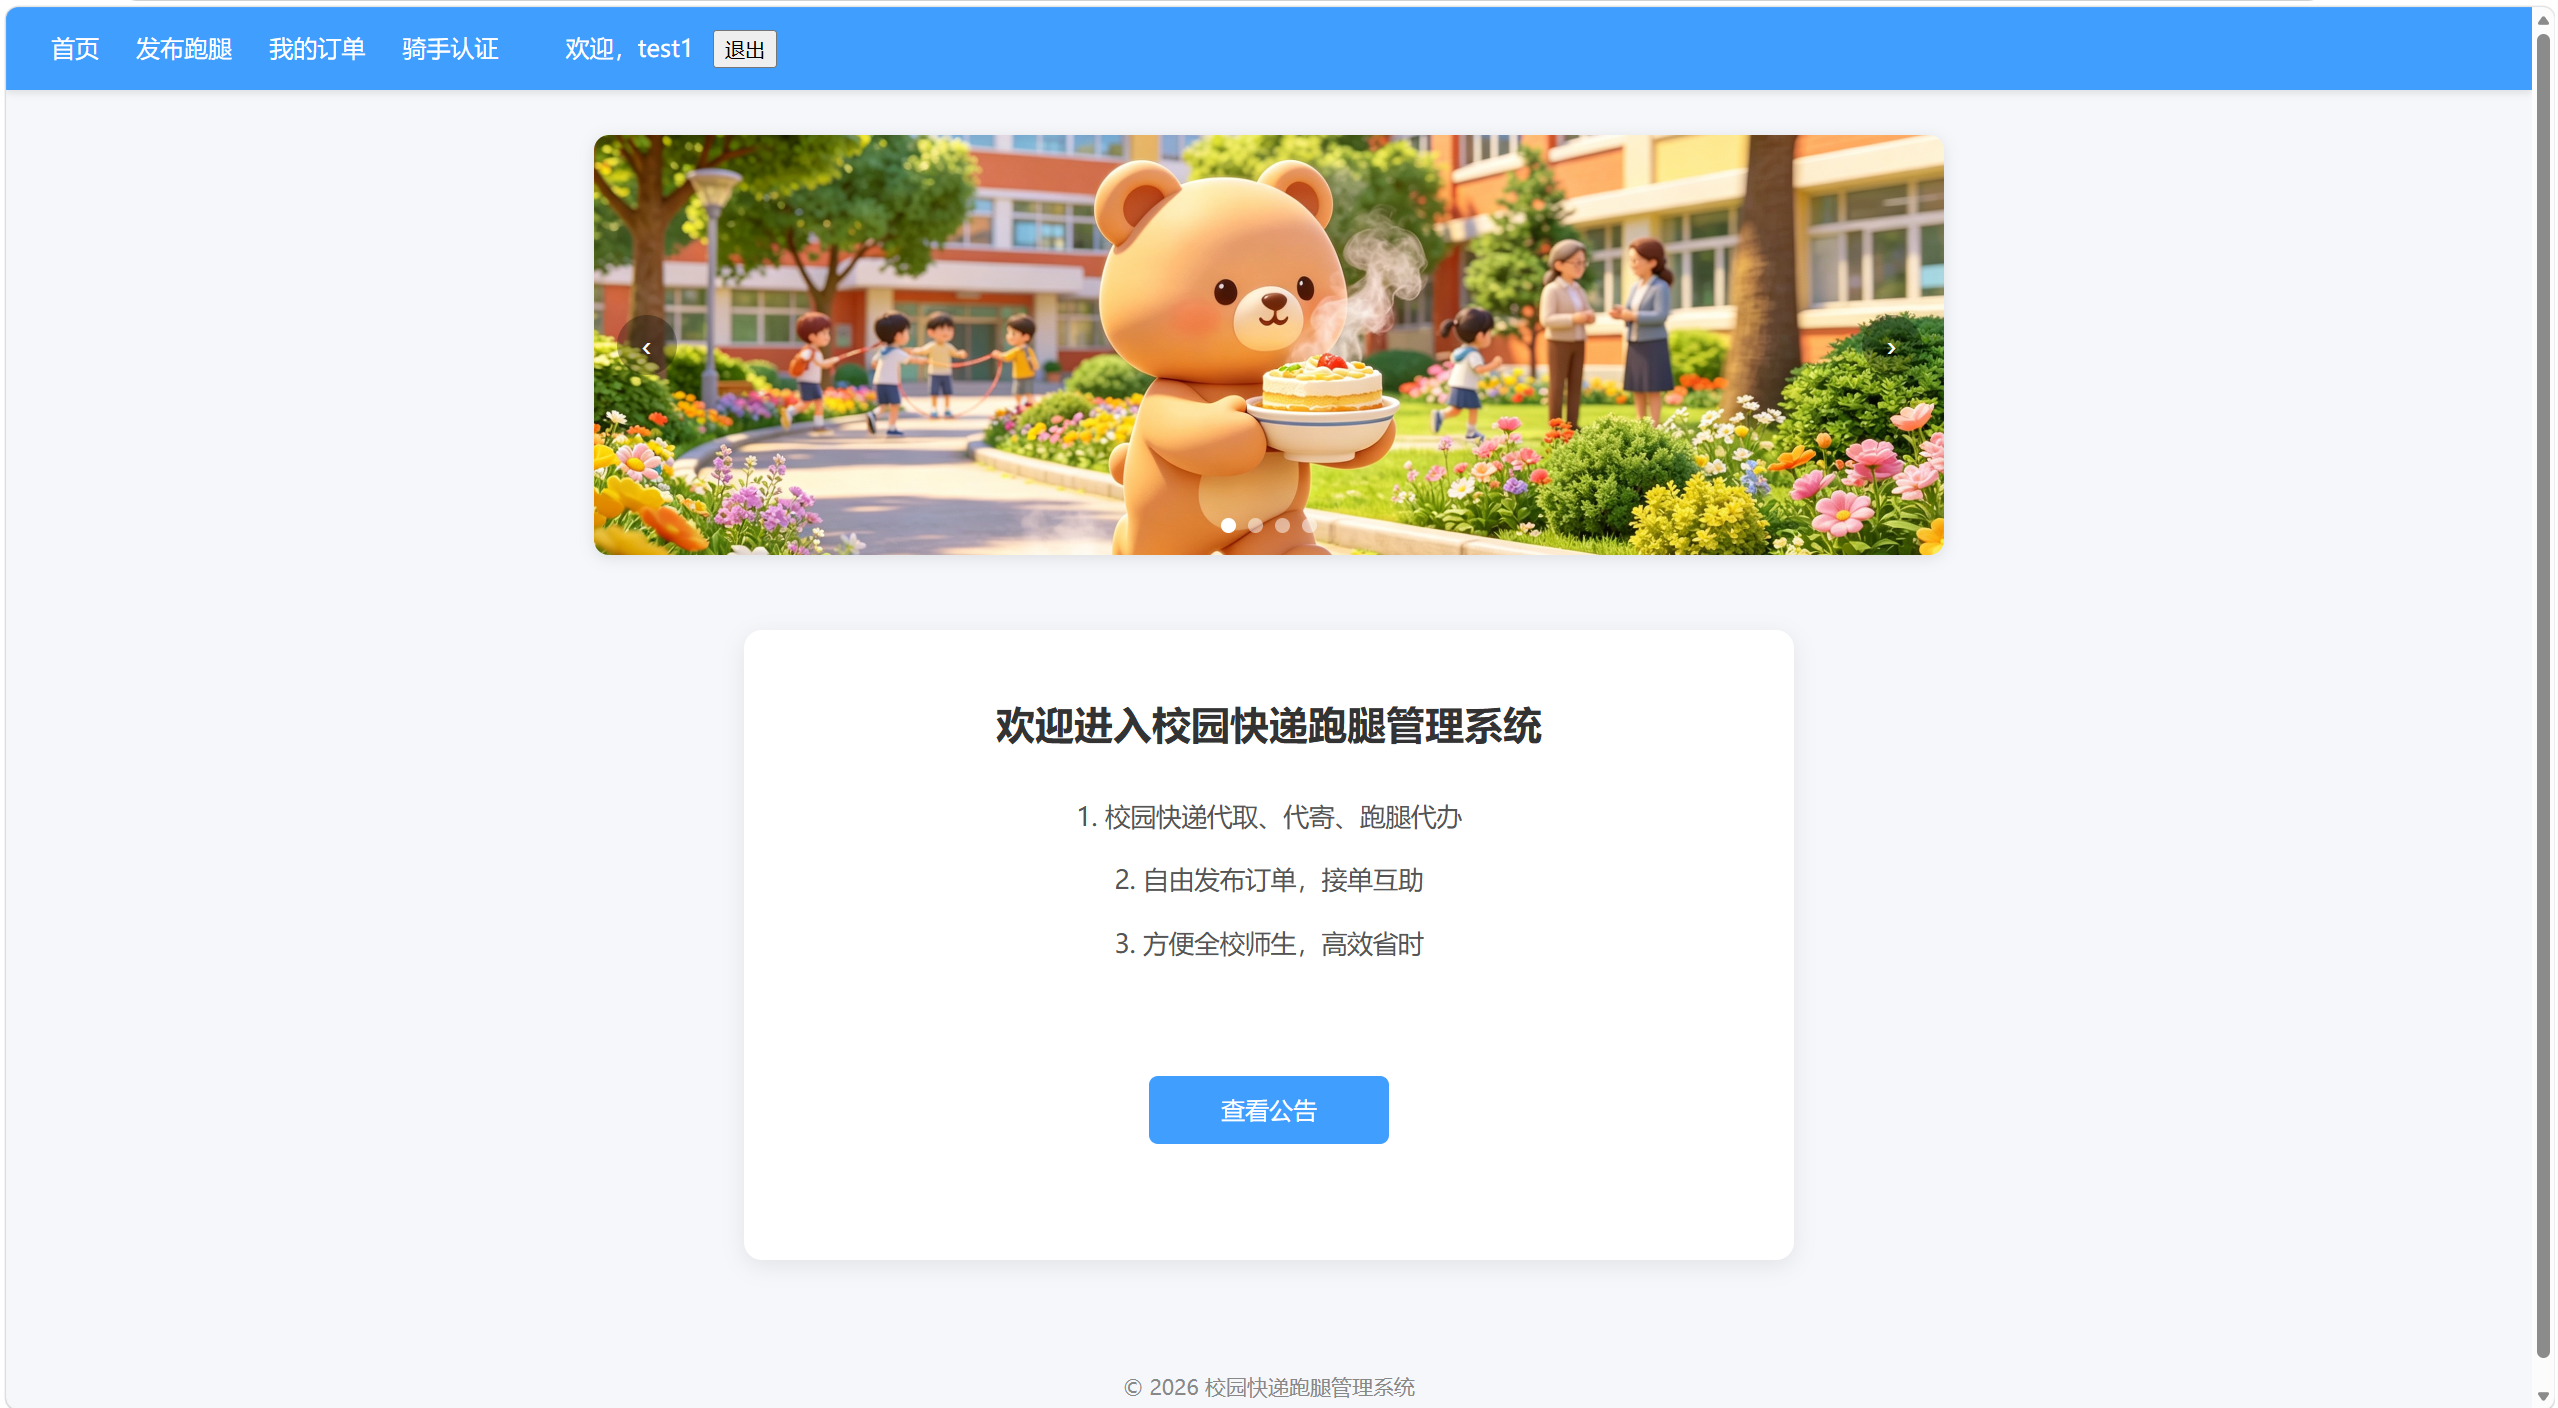 首页 发布跑腿 我的订单 骑手认证 欢迎，test1 退出
‹ ›
欢迎进入校园快递跑腿管理系统
1. 校园快递代取、代寄、跑腿代办
2. 自由发布订单，接单互助
3. 方便全校师生，高效省时
查看公告
© 2026 校园快递跑腿管理系统